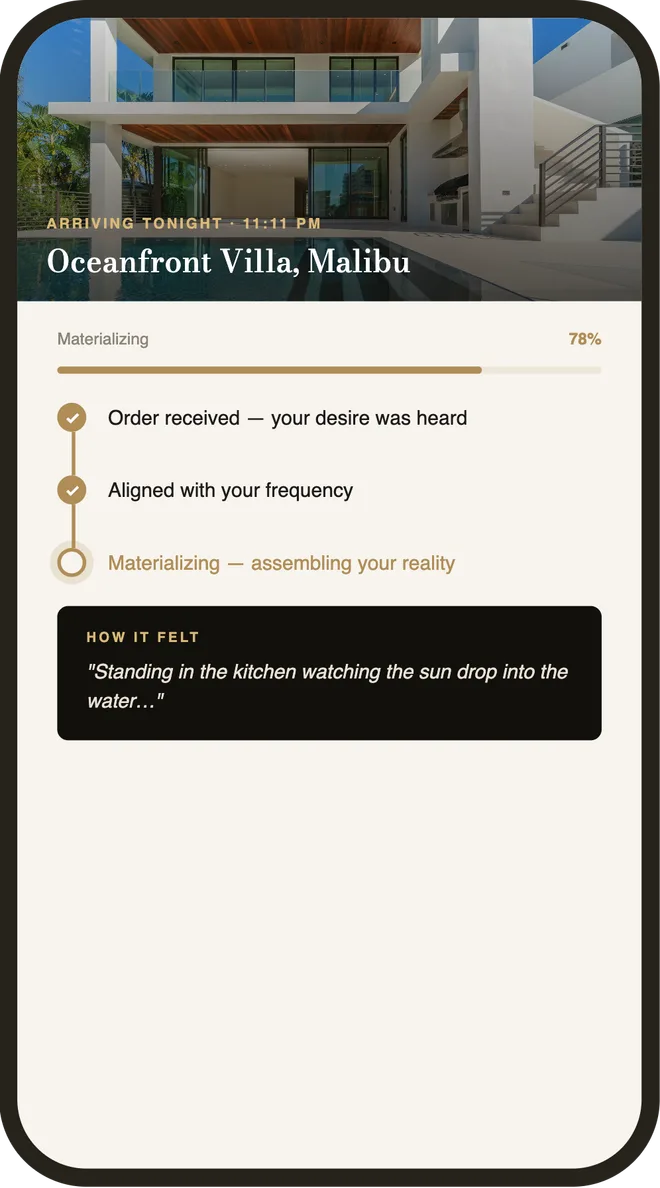 ARRIVING TONIGHT · 11:11 PM
Oceanfront Villa, Malibu
Materializing 78%
Order received — your desire was heard
Aligned with your frequency
Materializing — assembling your reality
HOW IT FELT
"Standing in the kitchen watching the sun drop into the
water…"